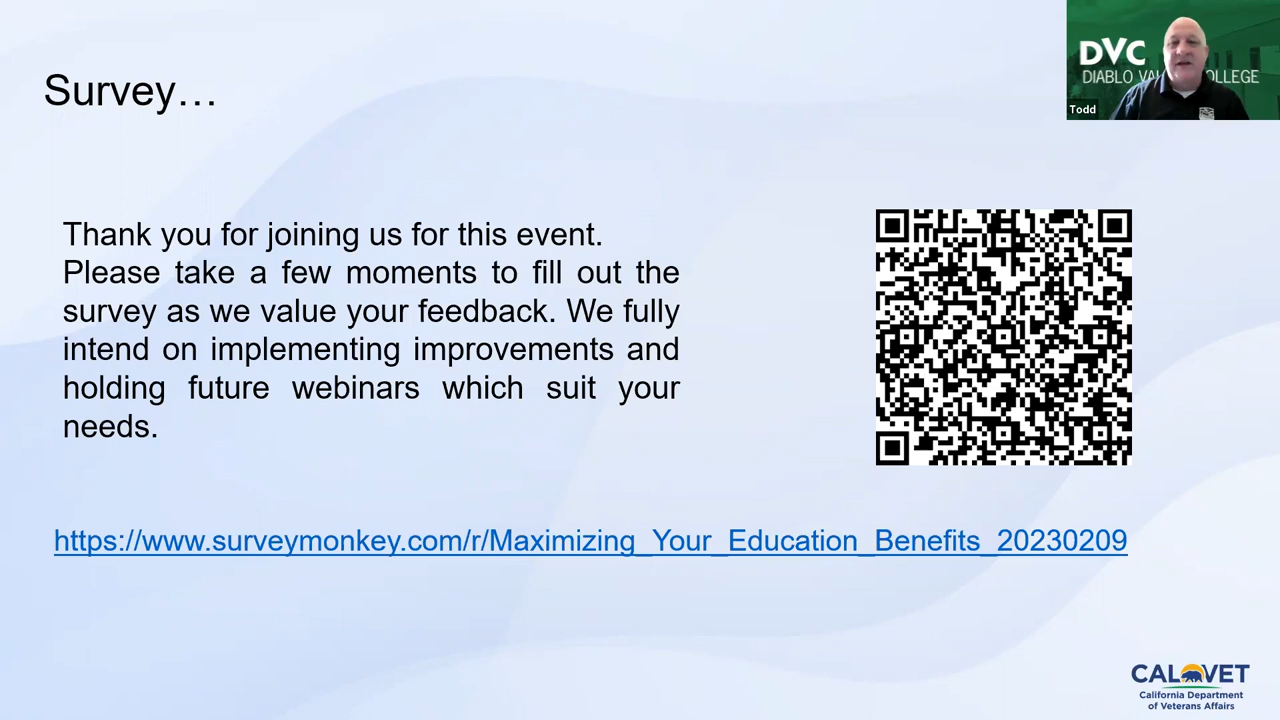 Survey…
DVC
DIABLO VA OLLEGE
Todd
Thank you for joining us for this event.
Please take a few moments to fill out the
survey as we value your feedback. We fully
intend on implementing improvements and
holding future webinars which suit your
needs.
https://www.surveymonkey.com/r/Maximizing_Your_Education_Benefits_20230209
CALVET
California Department
of Veterans Affairs